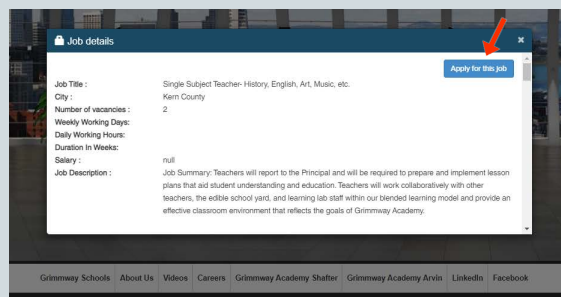 Job details
Apply for this job
Job Title : Single Subject Teacher- History, English, Art, Music, etc.
City : Kern County
Number of vacancies : 2
Weekly Working Days:
Daily Working Hours:
Duration In Weeks:
Salary : null
Job Description : Job Summary: Teachers will report to the Principal and will be required to prepare and implement lesson
plans that aid student understanding and education. Teachers will work collaboratively with other
teachers, the edible school yard, and learning lab staff within our blended learning model and provide an
effective classroom environment that reflects the goals of Grimmway Academy.
Grimmway Schools About Us Videos Careers Grimmway Academy Shafter Grimmway Academy Arvin LinkedIn Facebook